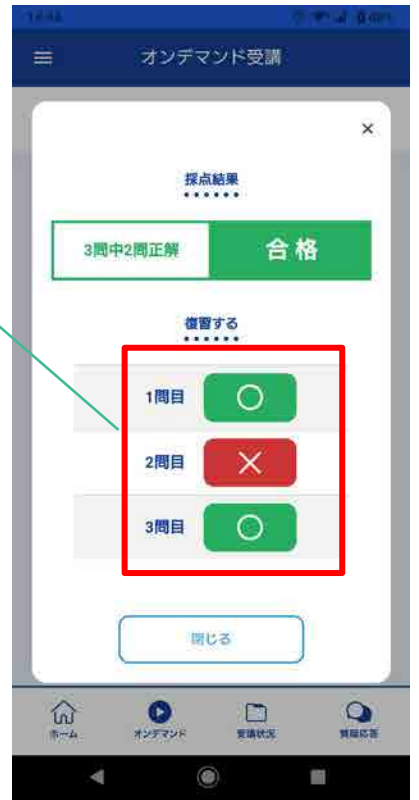 オンデマンド受講
×
採点結果
3問中2問正解
合格
復習する
1問目
2問目
3問目
閉じる
ホーム オンデマンド 受講状況 質疑応答